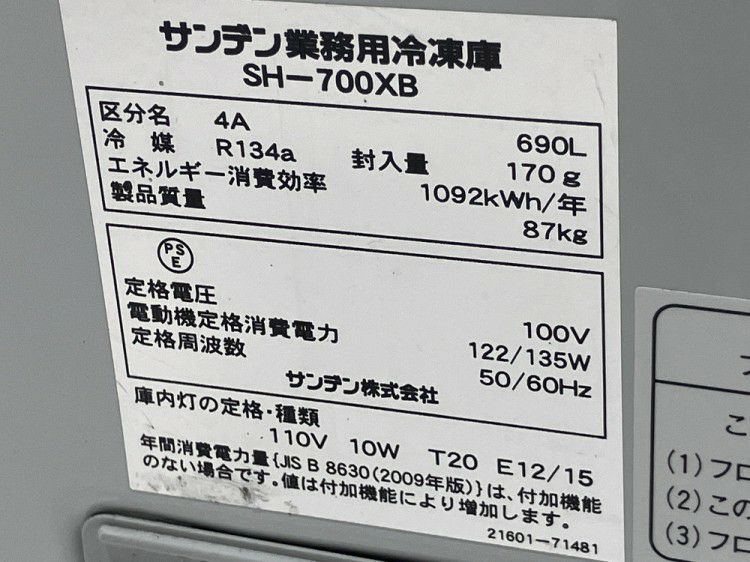 サンデン業務用冷凍庫
SH-700XB
区分名 4A 690L
冷媒 R134a 封入量 170g
エネルギー消費効率 1092kWh/年
製品質量 87kg
PSE
定格電圧 100V
電動機定格消費電力 122/135W
定格周波数 50/60Hz
サンデン株式会社
庫内灯の定格・種類
110V 10W T20 E12/15
年間消費電力量{JIS B 8630(2009年版)}は、付加機能
のない場合です。値は付加機能により増加します。
21601-71481
こ
(1)フロ
(2)この
(3)フロ